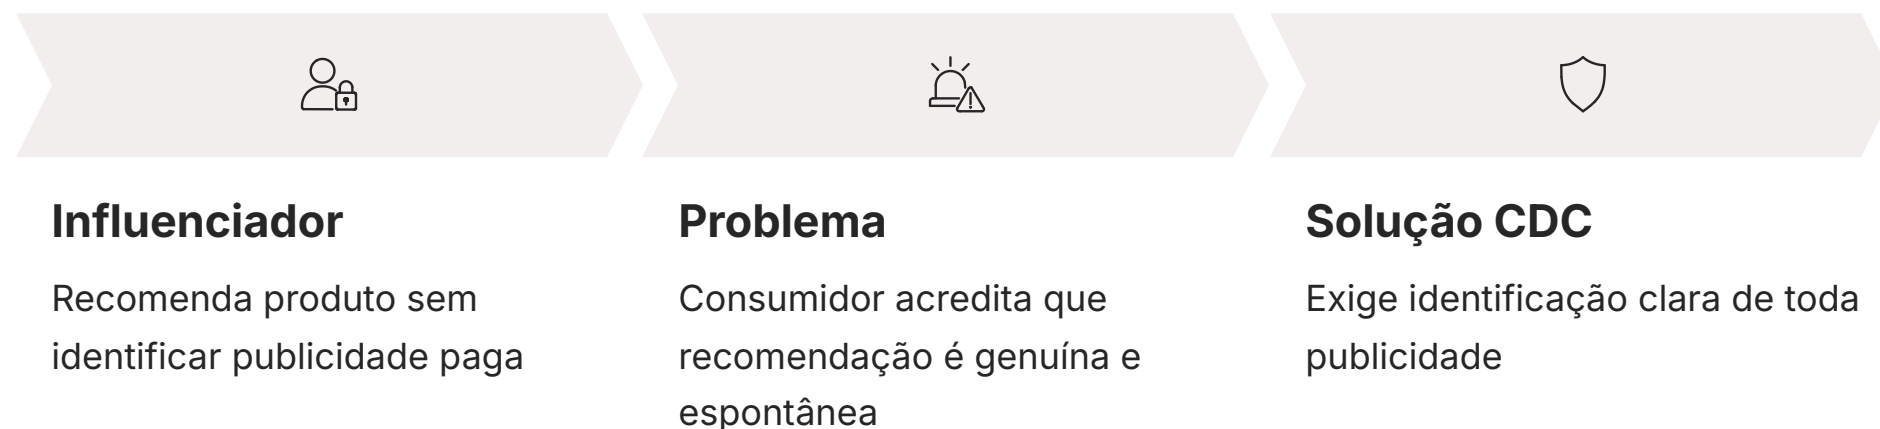 Influenciador
Recomenda produto sem
identificar publicidade paga
Problema
Consumidor acredita que
recomendação é genuína e
espontânea
Solução CDC
Exige identificação clara de toda
publicidade